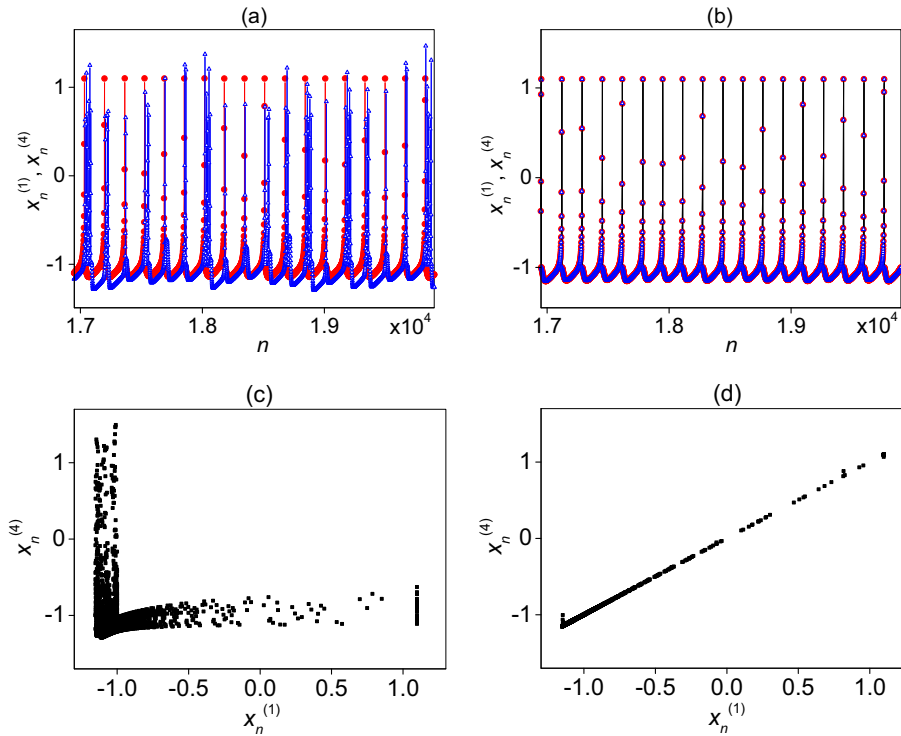 (a)
x_n^(1), x_n^(4)
1
0
-1
1.7
1.8
1.9
x10^4
n
(b)
x_n^(1), x_n^(4)
1
0
-1
1.7
1.8
1.9
x10^4
n
(c)
x_n^(4)
1
0
-1
-1.0
-0.5
0.0
0.5
1.0
x_n^(1)
(d)
x_n^(4)
1
0
-1
-1.0
-0.5
0.0
0.5
1.0
x_n^(1)